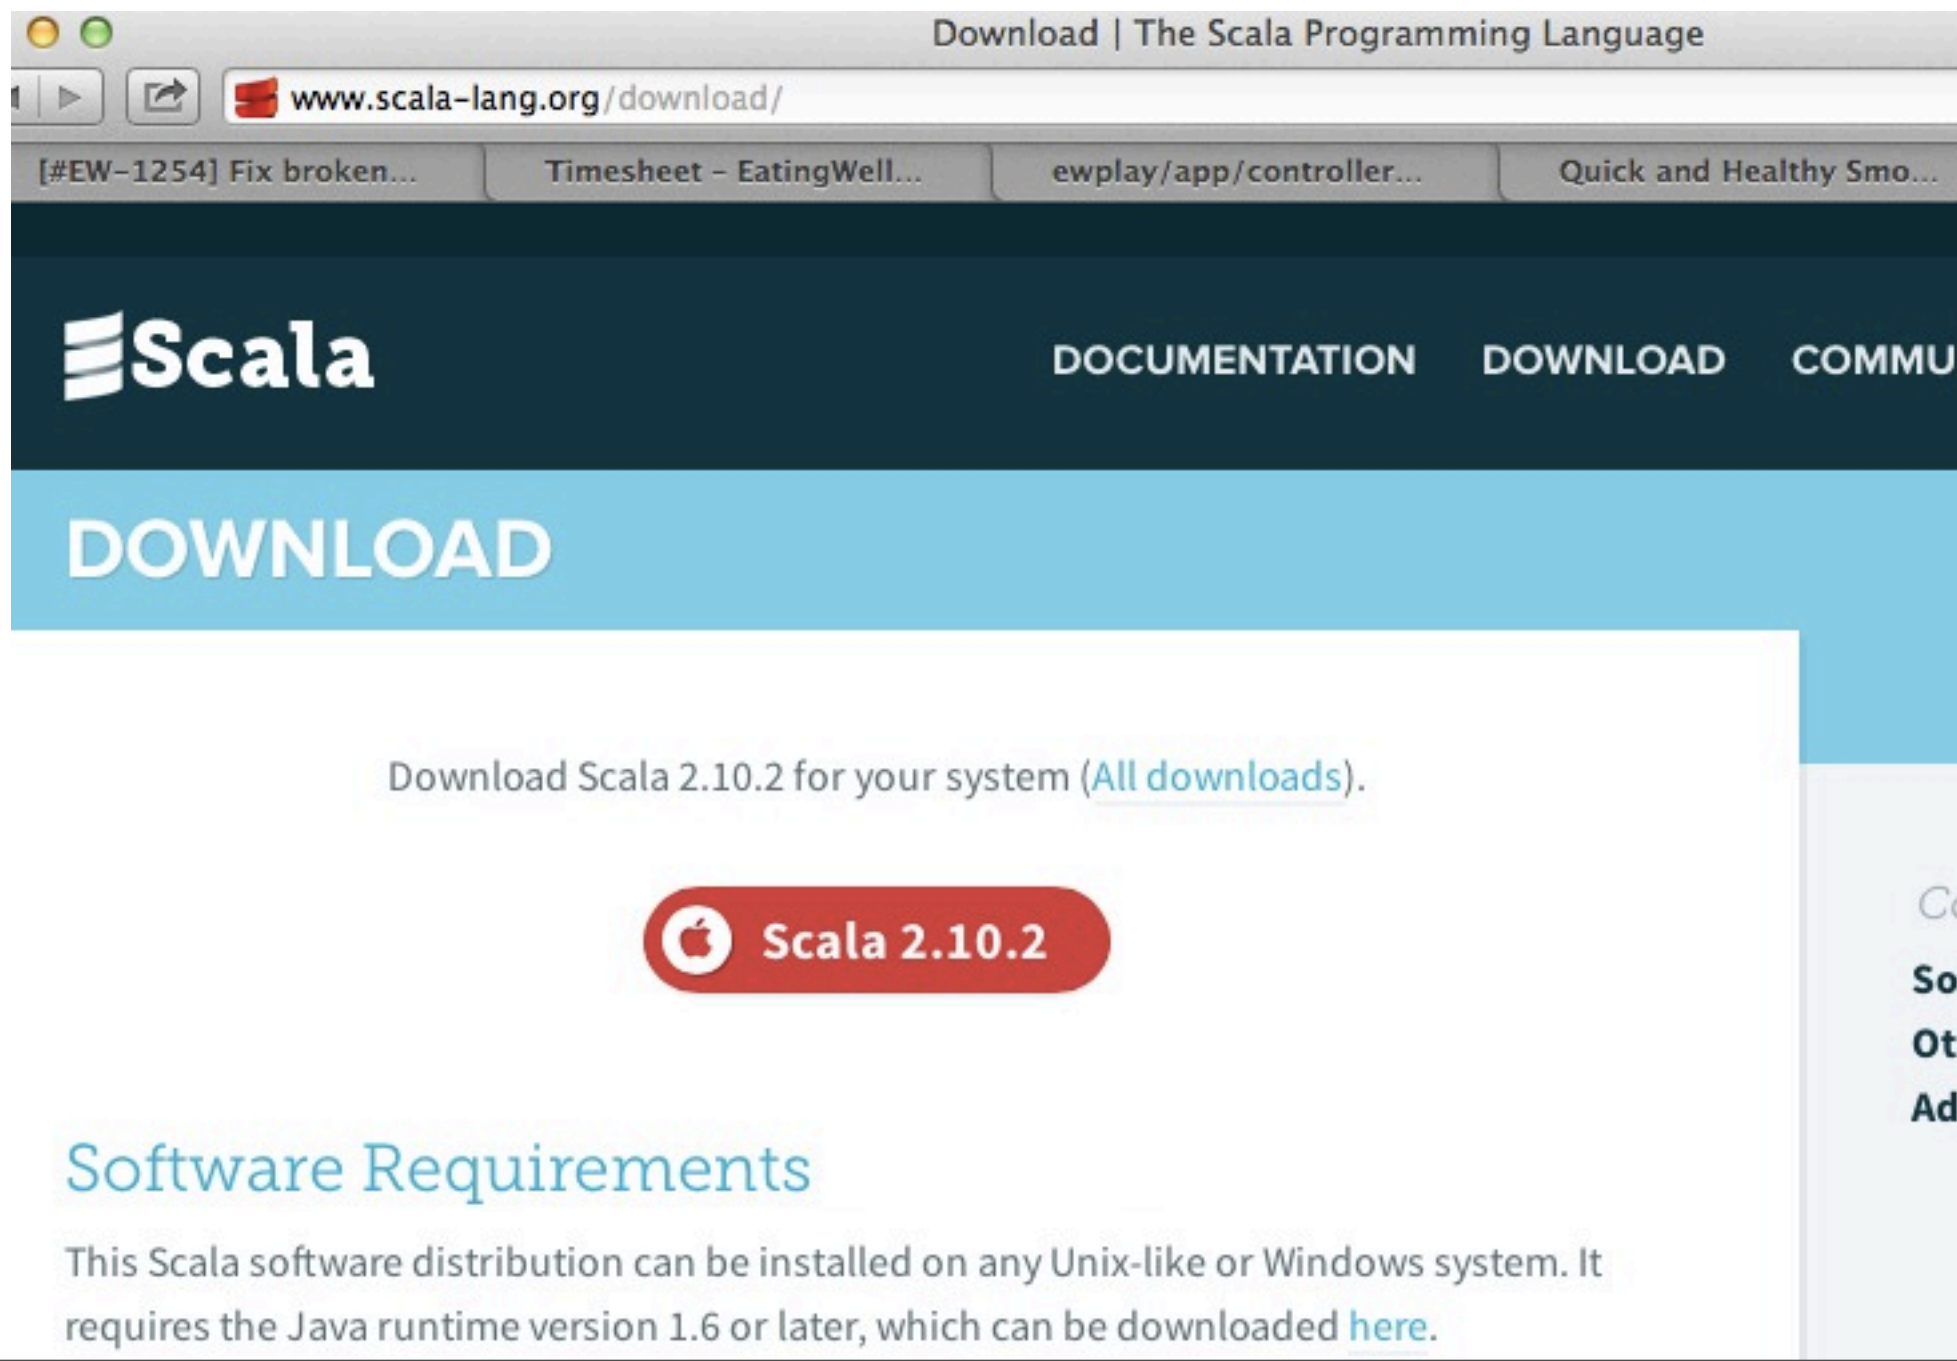 Download | The Scala Programming Language
www.scala-lang.org/download/
[#EW-1254] Fix broken... Timesheet - EatingWell... ewplay/app/controller... Quick and Healthy Smo...
Scala DOCUMENTATION DOWNLOAD COMMU
DOWNLOAD
Download Scala 2.10.2 for your system (All downloads).
Scala 2.10.2
Software Requirements
This Scala software distribution can be installed on any Unix-like or Windows system. It
requires the Java runtime version 1.6 or later, which can be downloaded here.
Co
So
Ot
Ad